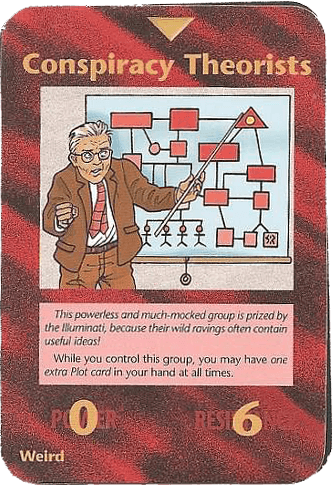 Conspiracy Theorists
This powerless and much-mocked group is prized
by the Illuminati, because their wild ravings often contain
useful ideas!
While you control this group, you may have one
extra Plot card in your hand at all times.
POWER 0 RESISTANCE 6
Weird